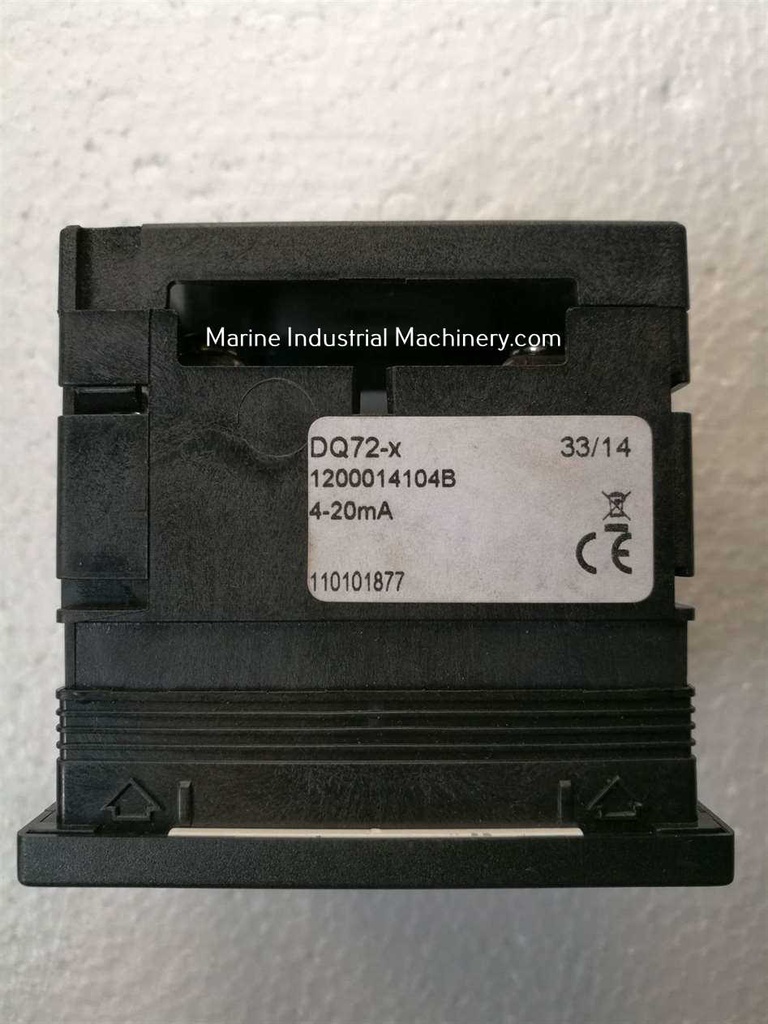 Marine Industrial Machinery.com
DQ72-x 33/14
1200014104B
4-20mA
CE
110101877